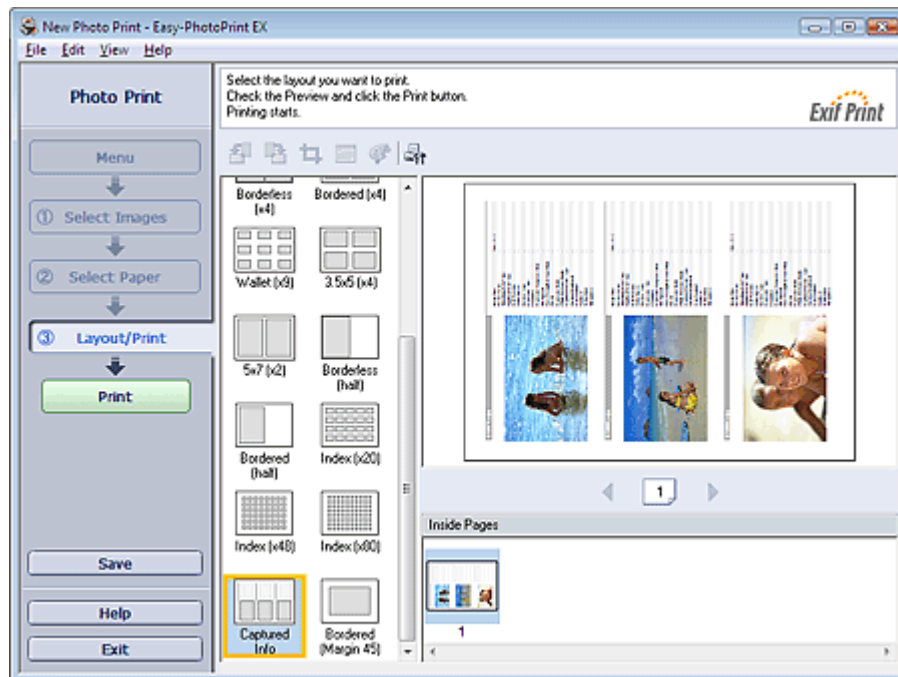 New Photo Print - Easy-PhotoPrint EX
File Edit View Help
Photo Print
Select the layout you want to print.
Check the Preview and click the Print button.
Printing starts.
Exif Print
Menu
① Select Images
② Select Paper
③ Layout/Print
Print
Save
Help
Exit
Borderless
(x4)
Bordered (x4)
Wallet (x9)
3.5x5 (x4)
5x7 (x2)
Borderless
(half)
Bordered
(half)
Index (x20)
Index (x48)
Index (x80)
Captured
Info
Bordered
(Margin 45)
1
Inside Pages
1